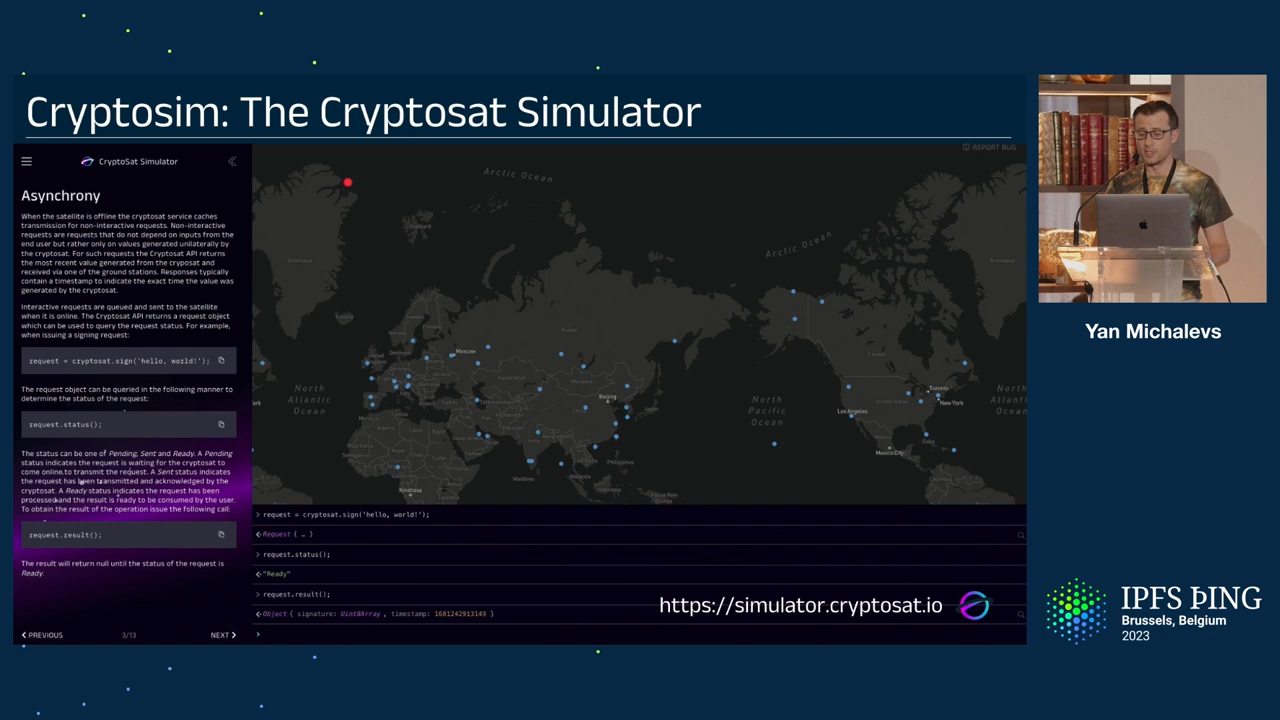 Cryptosim: The Cryptosat Simulator
CryptoSat Simulator
Asynchrony
When the satellite is offline the cryptosat service caches
transmission for non-interactive requests. Non-interactive
requests are requests that do not depend on inputs from the
end user but rather only on values generated unilaterally by
the cryptosat. For such requests the Cryptosat API returns
the most recent value generated from the cryposat and
received via one of the ground stations. Responses typically
contain a timestamp to indicate the exact time the value was
generated by the cryptosat.
Interactive requests are queued and sent to the satellite
when it is online. The Cryptosat API returns a request object
which can be used to query the request status. For example,
when issuing a signing request:
request = cryptosat.sign('hello, world!');
The request object can be queried in the following manner to
determine the status of the request:
request.status();
The status can be one of Pending, Sent and Ready. A Pending
status indicates the request is waiting for the cryptosat to
come online to transmit the request. A Sent status indicates
the request has been transmitted and acknowledged by the
cryptosat. A Ready status indicates the request has been
processed and the result is ready to be consumed by the user.
To obtain the result of the operation issue the following call:
request.result();
The result will return null until the status of the request is
Ready.
PREVIOUS
3/13
NEXT
REPORT BUG
Arctic Ocean
Arctic Ocean
Greenland
Svalbard
Greenland
Iceland
Norway
Russia
Denmark
Moscow
Kazakhstan
Mongolia
Beijing
Canada
Toronto
New York
Los Angeles
North
Atlantic
Ocean
North
Pacific
Ocean
North
Atlantic
Ocean
Mexico City
Philippines
Maldives
Kinshasa
> request = cryptosat.sign('hello, world!');
Request { … }
> request.status();
"Ready"
> request.result();
Object { signature: Uint8Array, timestamp: 1681242913149 }
>
https://simulator.cryptosat.io
Yan Michalevs
IPFS ÞING
Brussels, Belgium
2023